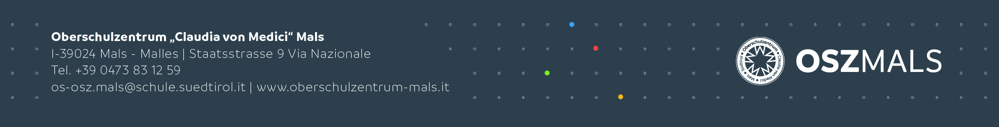 Oberschulzentrum „Claudia von Medici“ Mals
I-39024 Mals - Malles | Staatsstrasse 9 Via Nazionale
Tel. +39 0473 83 12 59
os-osz.mals@schule.suedtirol.it | www.oberschulzentrum-mals.it
Oberschulzentrum • Claudia von Medici • Mals • Südtirol •
OSZMALS